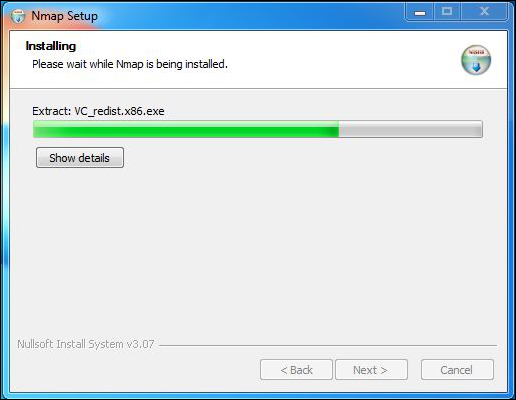 Nmap Setup
Installing
Please wait while Nmap is being installed.
Extract: VC_redist.x86.exe
Show details
Nullsoft Install System v3.07
< Back
Next >
Cancel